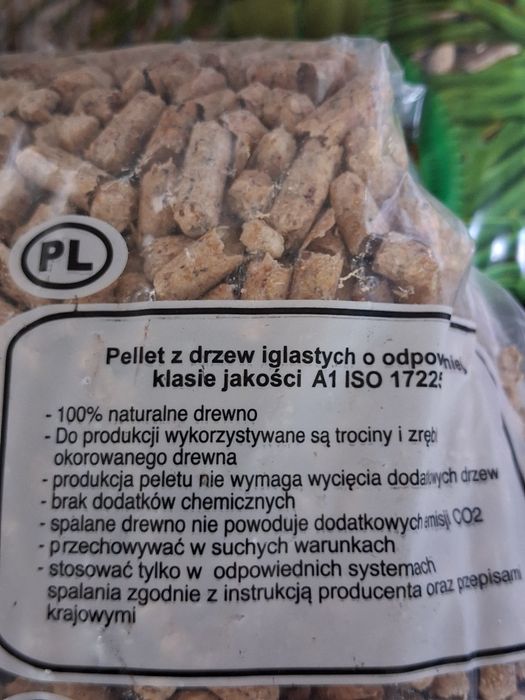 PL
Pellet z drzew iglastych o odpowiedniej
klasie jakości A1 ISO 17225
- 100% naturalne drewno
- Do produkcji wykorzystywane są trociny i zręb
okorowanego drewna
- produkcja peletu nie wymaga wycięcia dodatkowych drzew
- brak dodatków chemicznych
- spalane drewno nie powoduje dodatkowych emisji CO2
- przechowywać w suchych warunkach
- stosować tylko w odpowiednich systemach
spalania zgodnie z instrukcją producenta oraz przepisami
krajowymi